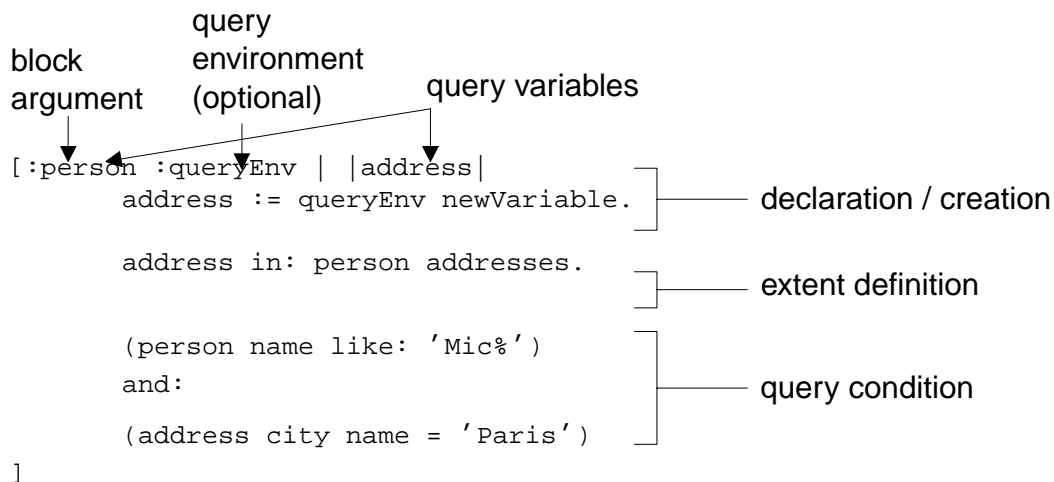 query
environment
(optional)
block
argument
query variables
[:person :queryEnv | |address|
address := queryEnv newVariable.
declaration / creation
address in: person addresses.
extent definition
(person name like: ′Mic%′)
and:
query condition
(address city name = ′Paris′)
]